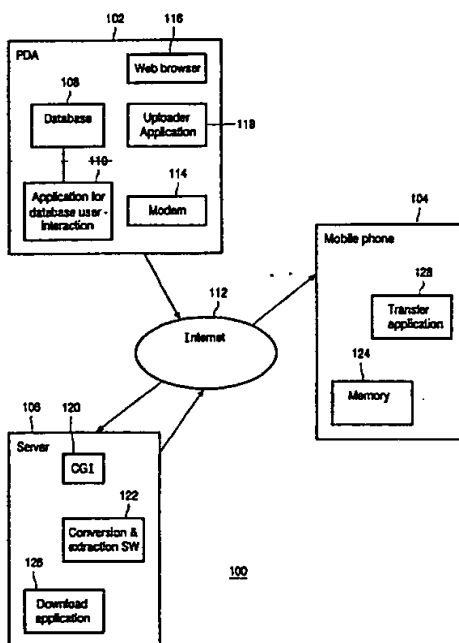 102
116
PDA
Web browser
108
Database
Uploader
Application
118
110
Application for
database user -
interaction
114
Modem
104
Mobile phone
128
Transfer
application
124
Memory
112
Internet
106
120
Server
CGI
122
Conversion &
extraction SW
126
Download
application
100